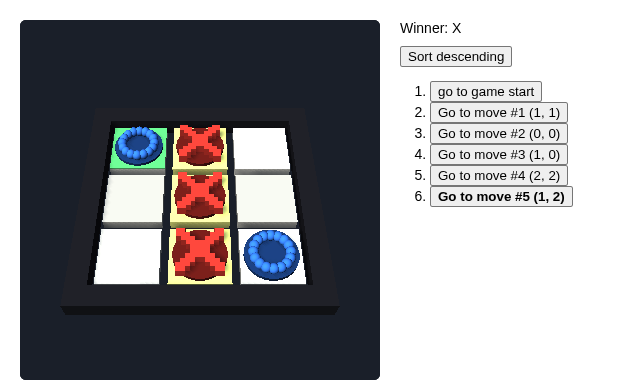 Winner: X
Sort descending
1. go to game start
2. Go to move #1 (1, 1)
3. Go to move #2 (0, 0)
4. Go to move #3 (1, 0)
5. Go to move #4 (2, 2)
6. Go to move #5 (1, 2)